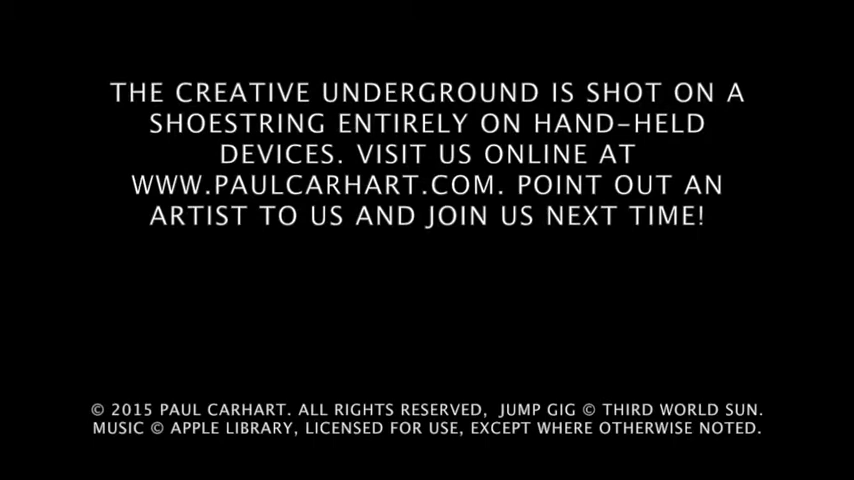 THE CREATIVE UNDERGROUND IS SHOT ON A
SHOESTRING ENTIRELY ON HAND-HELD
DEVICES. VISIT US ONLINE AT
WWW.PAULCARHART.COM. POINT OUT AN
ARTIST TO US AND JOIN US NEXT TIME!
© 2015 PAUL CARHART. ALL RIGHTS RESERVED, JUMP GIG © THIRD WORLD SUN.
MUSIC © APPLE LIBRARY, LICENSED FOR USE, EXCEPT WHERE OTHERWISE NOTED.